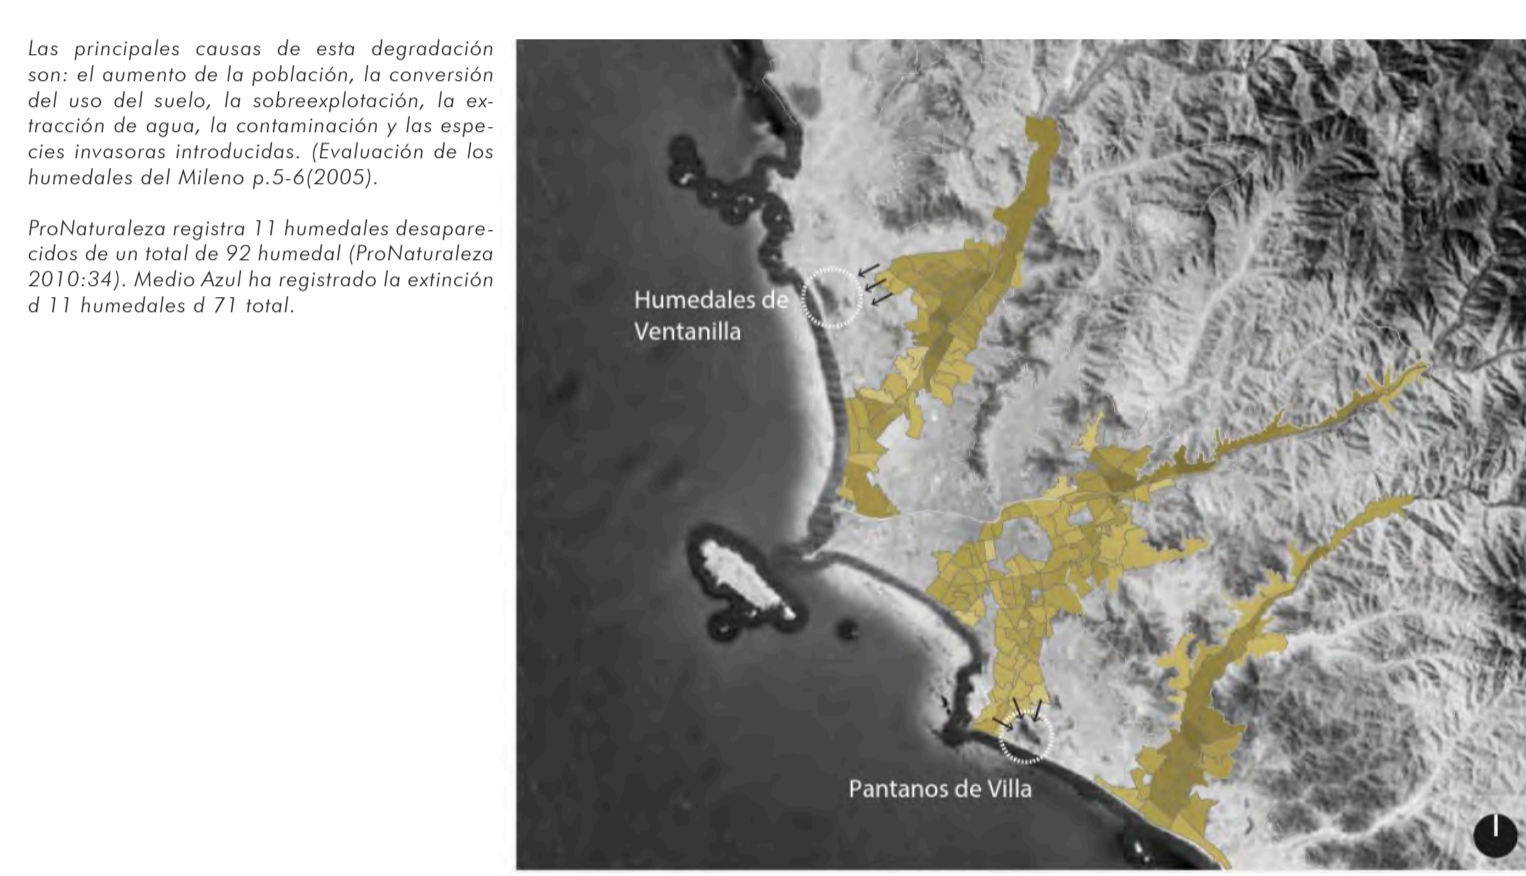 Las principales causas de esta degradación
son: el aumento de la población, la conversión
del uso del suelo, la sobreexplotación, la ex-
tracción de agua, la contaminación y las espe-
cies invasoras introducidas. (Evaluación de los
humedales del Mileno p.5-6(2005).
ProNaturaleza registra 11 humedales desapare-
cidos de un total de 92 humedal (ProNaturaleza
2010:34). Medio Azul ha registrado la extinción
d 11 humedales d 71 total.
Humedales de
Ventanilla
Pantanos de Villa